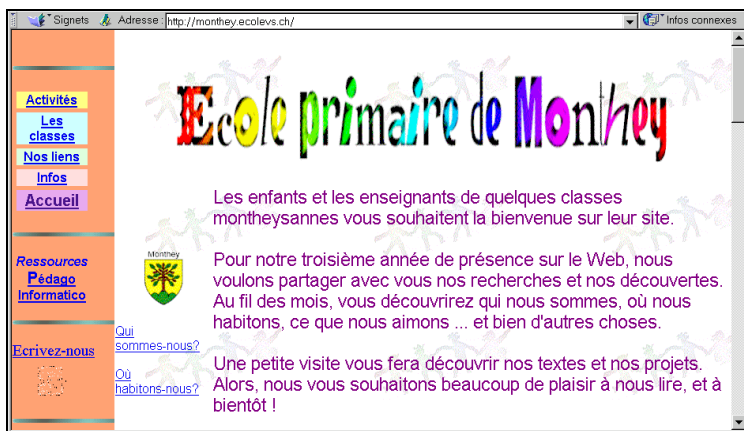 Signets Adresse : http://monthey.ecolevs.ch/ Infos connexes
Ecole primaire de Monthey
Activités
Les
classes
Nos liens
Infos
Accueil
Ressources
Pédago
Informatico
Ecrivez-nous
Monthey
Qui
sommes-nous?
Où
habitons-nous?
Les enfants et les enseignants de quelques classes
montheysannes vous souhaitent la bienvenue sur leur site.
Pour notre troisième année de présence sur le Web, nous
voulons partager avec vous nos recherches et nos découvertes.
Au fil des mois, vous découvrirez qui nous sommes, où nous
habitons, ce que nous aimons ... et bien d'autres choses.
Une petite visite vous fera découvrir nos textes et nos projets.
Alors, nous vous souhaitons beaucoup de plaisir à nous lire, et à
bientôt !